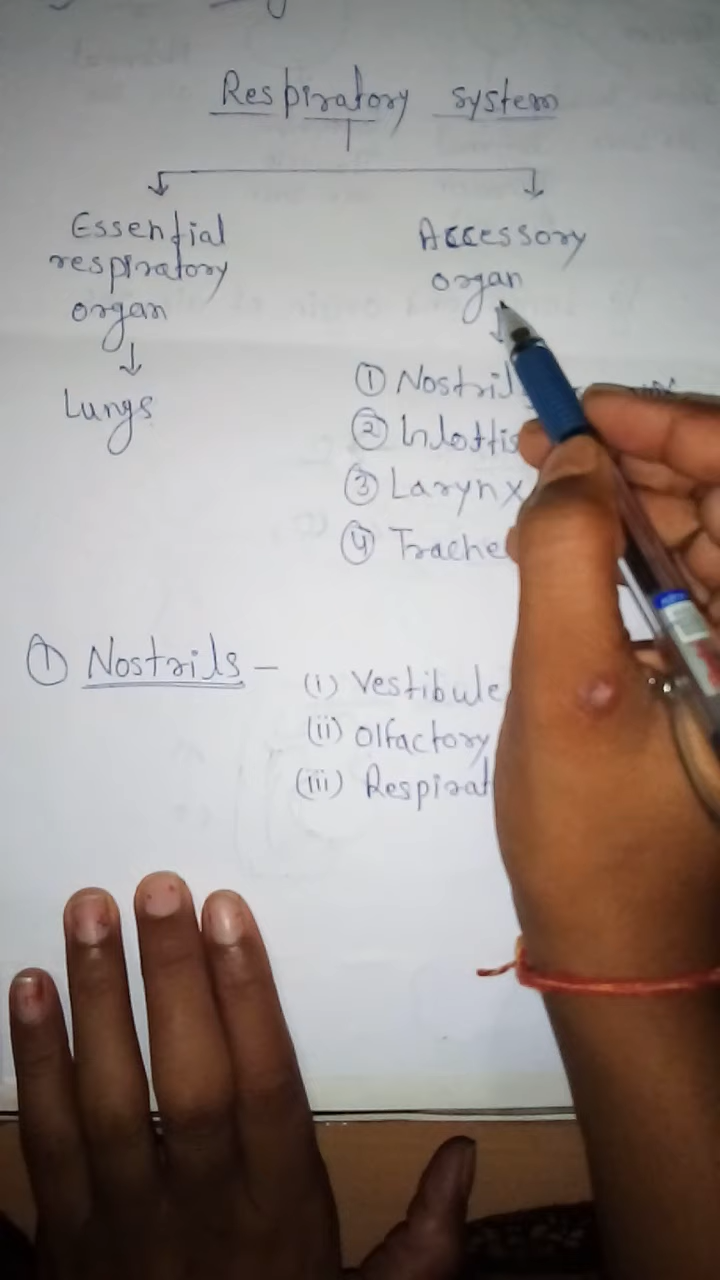 Respiratory system
Essential
respiratory
organ
Lungs
Accessory
organ
① Nostril
②
③ Larynx
④ Trache
① Nostrils -
(i) Vestibule
(ii) Olfactory
(iii) Respirat